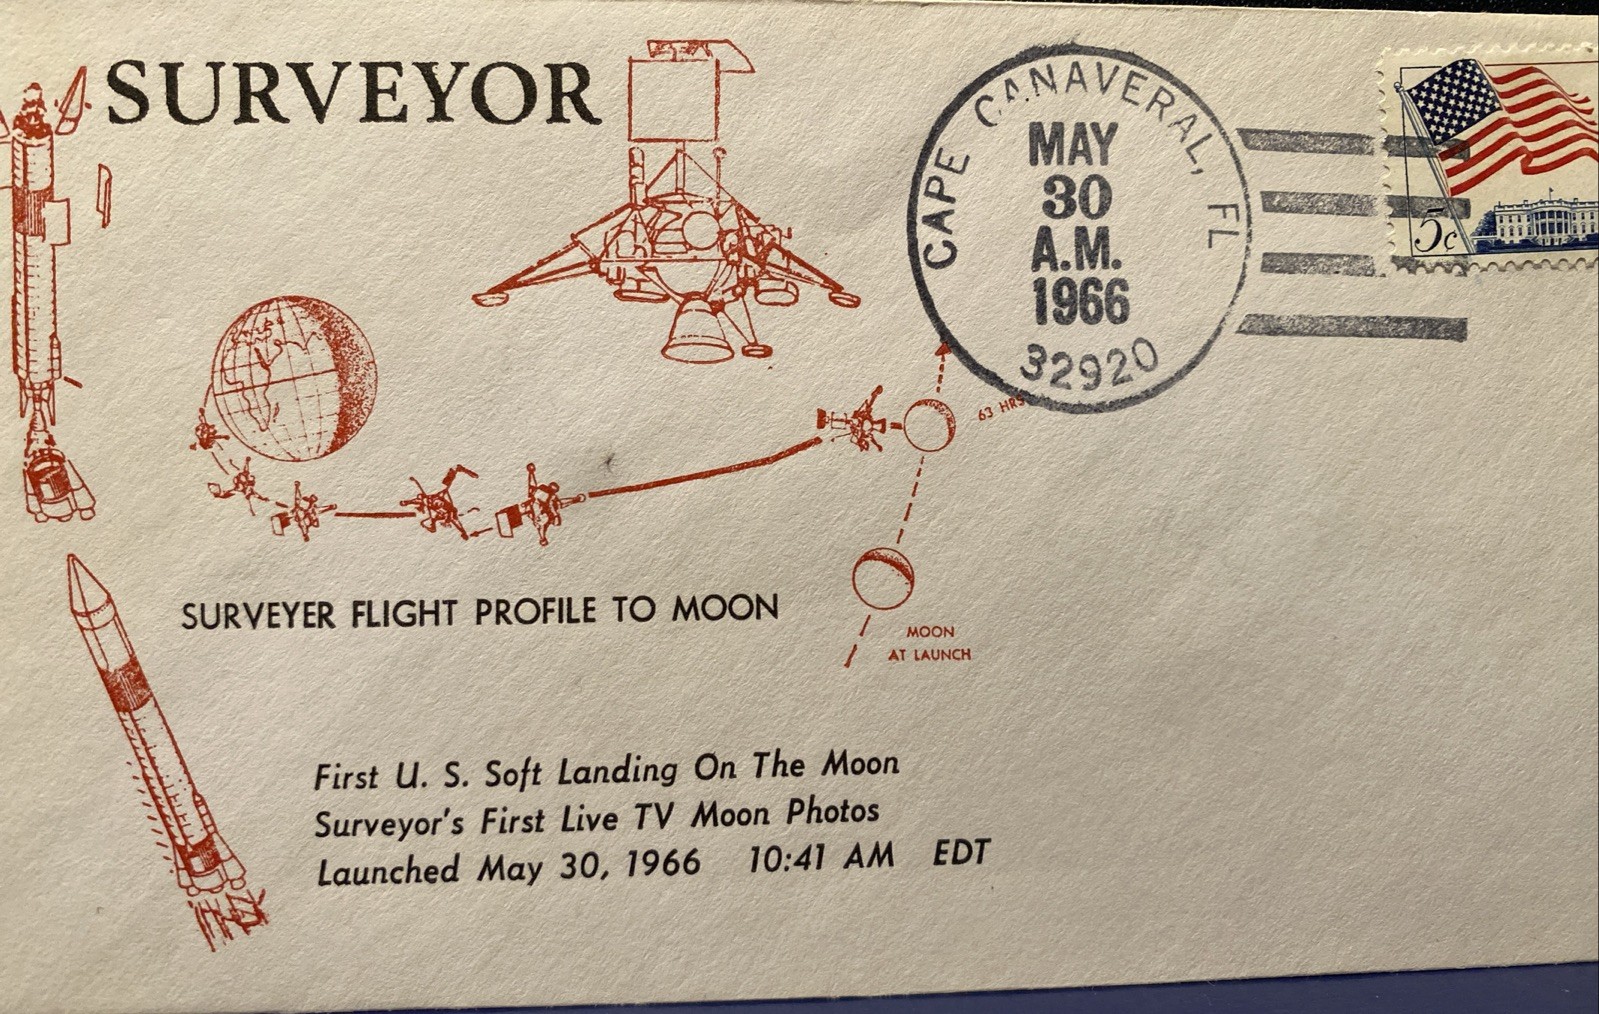 SURVEYOR
CAPE CANAVERAL, FL
MAY
30
A.M.
1966
32920
5c
63 HRS
SURVEYER FLIGHT PROFILE TO MOON
MOON
AT LAUNCH
First U. S. Soft Landing On The Moon
Surveyor's First Live TV Moon Photos
Launched May 30, 1966 10:41 AM EDT